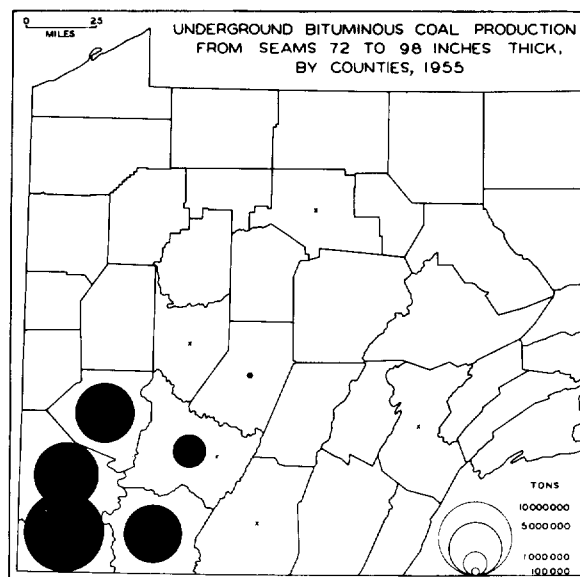 0 25
MILES
UNDERGROUND BITUMINOUS COAL PRODUCTION
FROM SEAMS 72 TO 98 INCHES THICK,
BY COUNTIES, 1955
TONS
10000000
5000000
1000000
100000